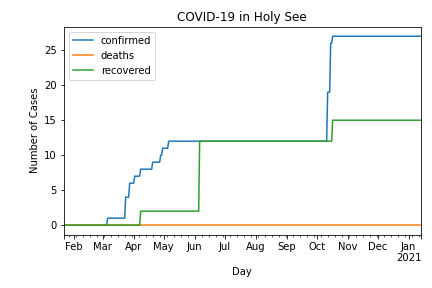 COVID-19 in Holy See
confirmed
deaths
recovered
Number of Cases
25
20
15
10
5
0
Feb Mar Apr May Jun Jul Aug Sep Oct Nov Dec Jan
2021
Day